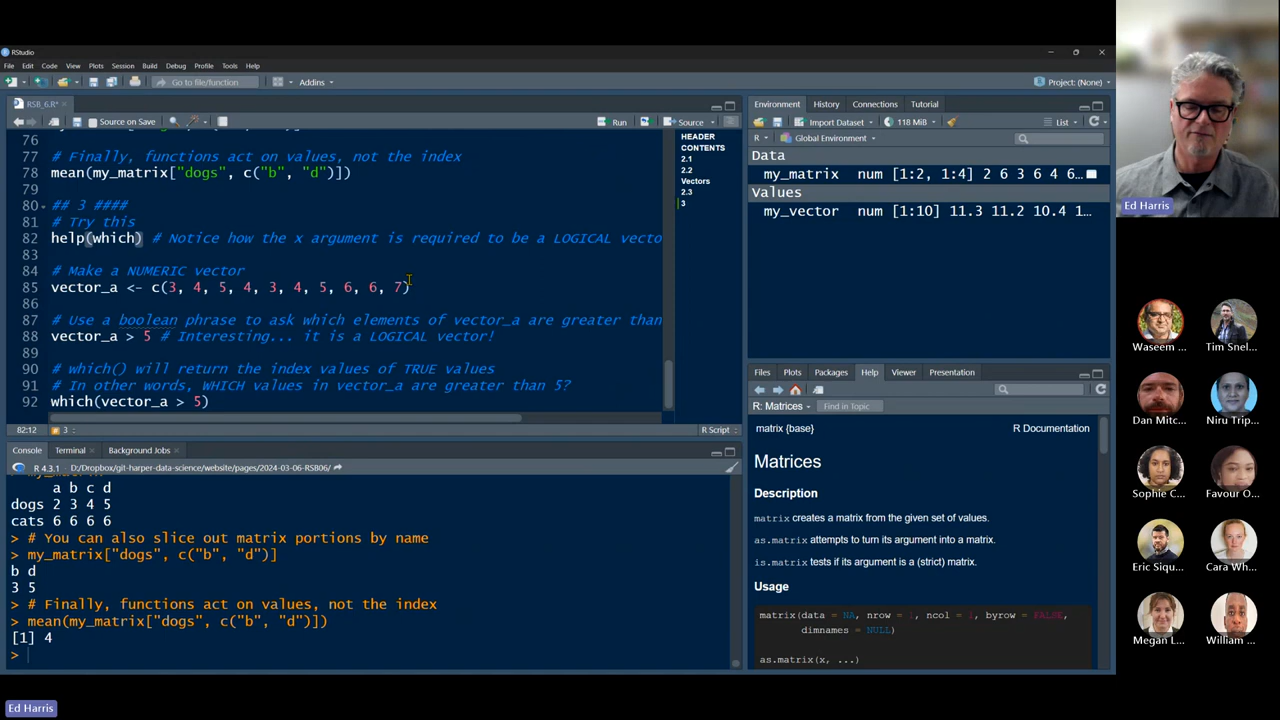 RStudio
File Edit Code View Plots Session Build Debug Profile Tools Help
Go to file/function
Addins
Project: (None)
RSB_6.R*
Source on Save
Run
Source
76
77 # Finally, functions act on values, not the index
78 mean(my_matrix["dogs", c("b", "d")])
79
80 ## 3 ####
81 # Try this
82 help(which) # Notice how the x argument is required to be a LOGICAL vecto
83
84 # Make a NUMERIC vector
85 vector_a <- c(3, 4, 5, 4, 3, 4, 5, 6, 6, 7)
86
87 # Use a boolean phrase to ask which elements of vector_a are greater than
88 vector_a > 5 # Interesting... it is a LOGICAL vector!
89
90 # which() will return the index values of TRUE values
91 # In other words, WHICH values in vector_a are greater than 5?
92 which(vector_a > 5)
82:12
3
R Script
HEADER
CONTENTS
2.1
2.2
Vectors
2.3
3
Console Terminal Background Jobs
R 4.3.1 · D:/Dropbox/git-harper-data-science/website/pages/2024-03-06-RSB06/
a b c d
dogs 2 3 4 5
cats 6 6 6 6
> # You can also slice out matrix portions by name
> my_matrix["dogs", c("b", "d")]
b d
3 5
> # Finally, functions act on values, not the index
> mean(my_matrix["dogs", c("b", "d")])
[1] 4
>
Environment History Connections Tutorial
Import Dataset 118 MiB List
R Global Environment
Data
my_matrix num [1:2, 1:4] 2 6 3 6 4 6…
Values
my_vector num [1:10] 11.3 11.2 10.4 1…
Files Plots Packages Help Viewer Presentation
R: Matrices Find in Topic
matrix {base} R Documentation
Matrices
Description
matrix creates a matrix from the given set of values.
as.matrix attempts to turn its argument into a matrix.
is.matrix tests if its argument is a (strict) matrix.
Usage
matrix(data = NA, nrow = 1, ncol = 1, byrow = FALSE,
dimnames = NULL)
as.matrix(x, ...)
Ed Harris
Waseem ...
Tim Snel...
Dan Mitc...
Niru Trip...
Sophie C...
Favour O...
Eric Siqu...
Cara Wh...
Megan L...
William ...
Ed Harris